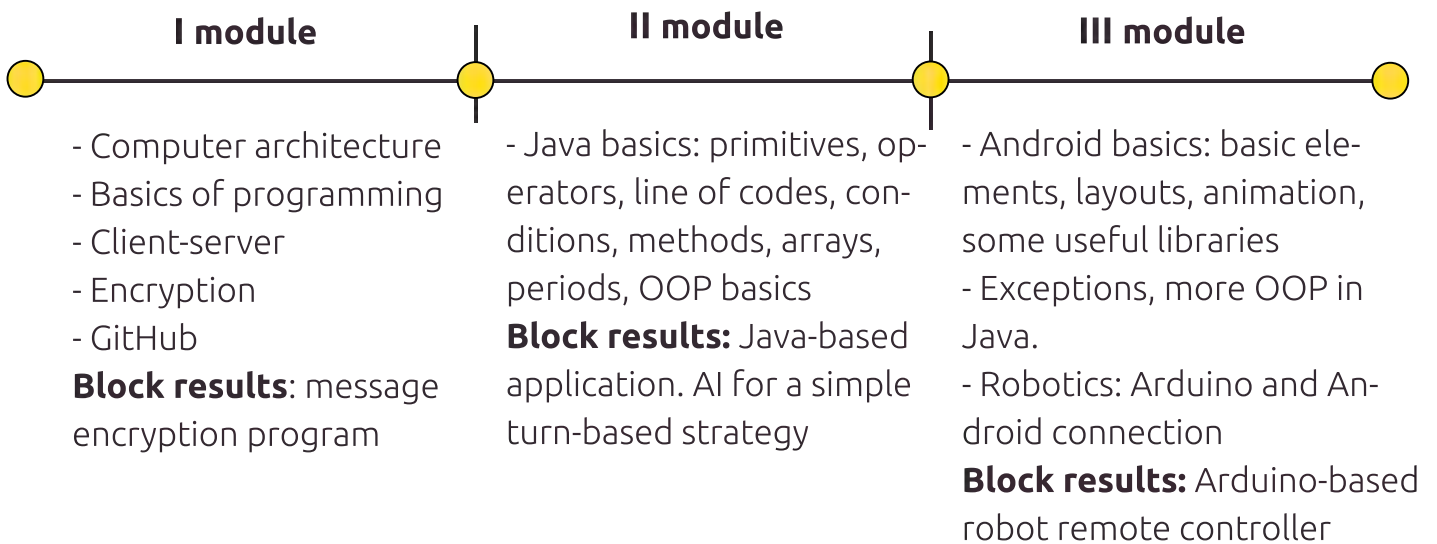 I module
- Computer architecture
- Basics of programming
- Client-server
- Encryption
- GitHub
Block results: message
encryption program
II module
- Java basics: primitives, op-
erators, line of codes, con-
ditions, methods, arrays,
periods, OOP basics
Block results: Java-based
application. AI for a simple
turn-based strategy
III module
- Android basics: basic ele-
ments, layouts, animation,
some useful libraries
- Exceptions, more OOP in
Java.
- Robotics: Arduino and An-
droid connection
Block results: Arduino-based
robot remote controller